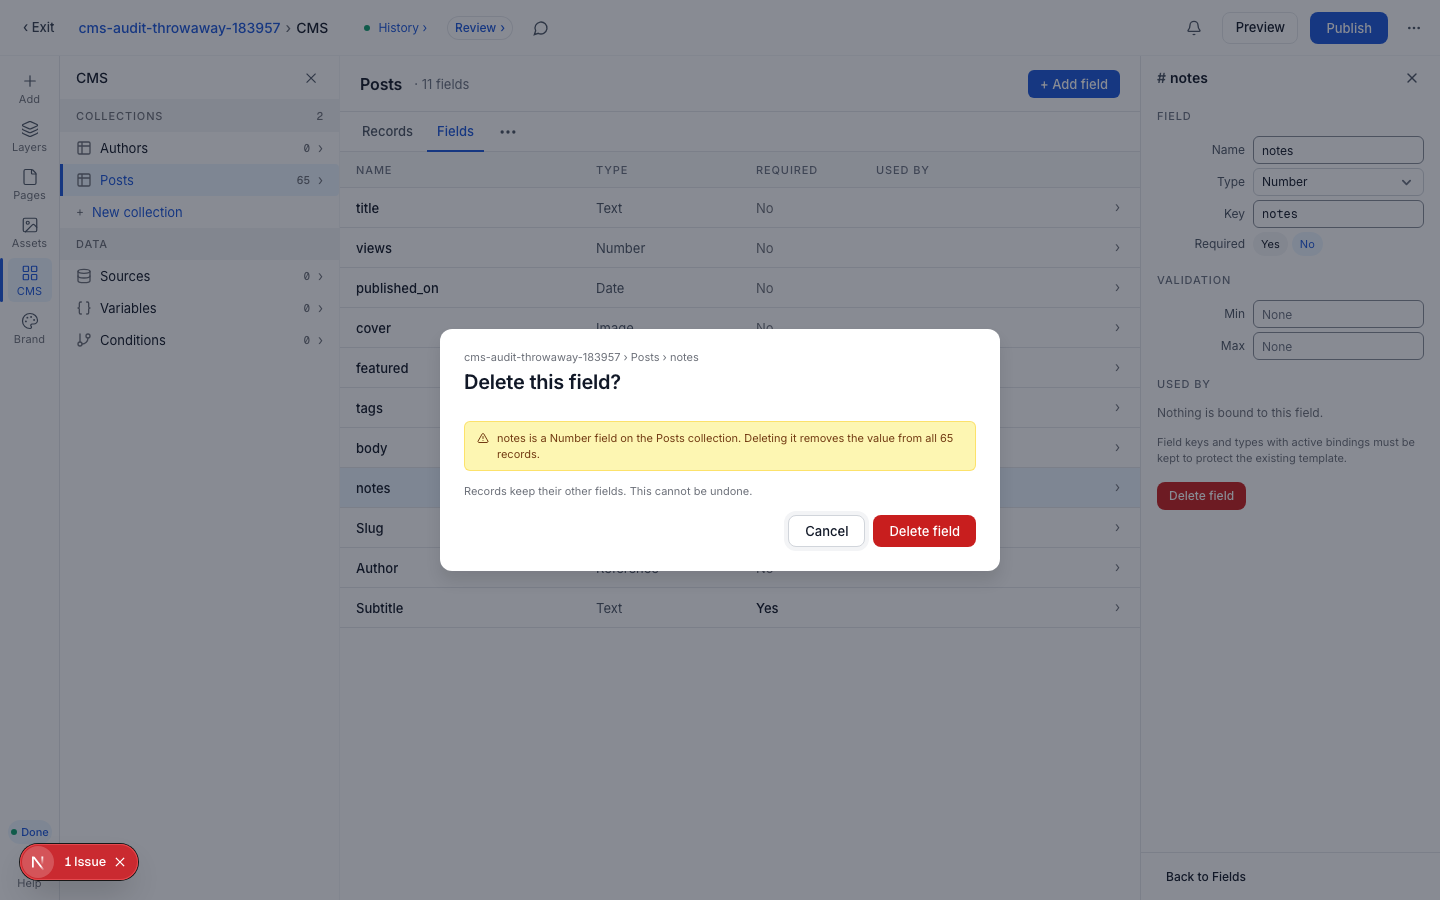 ‹ Exit
cms-audit-throwaway-183957 › CMS
History ›
Review ›
Preview
Publish
Add
Layers
Pages
Assets
CMS
Brand
Done
1 Issue
Help
CMS
COLLECTIONS 2
Authors 0 ›
Posts 65 ›
+ New collection
DATA
Sources 0 ›
Variables 0 ›
Conditions 0 ›
Posts · 11 fields
+ Add field
Records Fields
NAME TYPE REQUIRED USED BY
title Text No
views Number No
published_on Date No
cover Image No
featured
tags
body
notes
Slug
Author Reference No
Subtitle Text Yes
cms-audit-throwaway-183957 › Posts › notes
Delete this field?
notes is a Number field on the Posts collection. Deleting it removes the value from all 65
records.
Records keep their other fields. This cannot be undone.
Cancel
Delete field
# notes
FIELD
Name notes
Type Number
Key notes
Required Yes No
VALIDATION
Min None
Max None
USED BY
Nothing is bound to this field.
Field keys and types with active bindings must be
kept to protect the existing template.
Delete field
Back to Fields